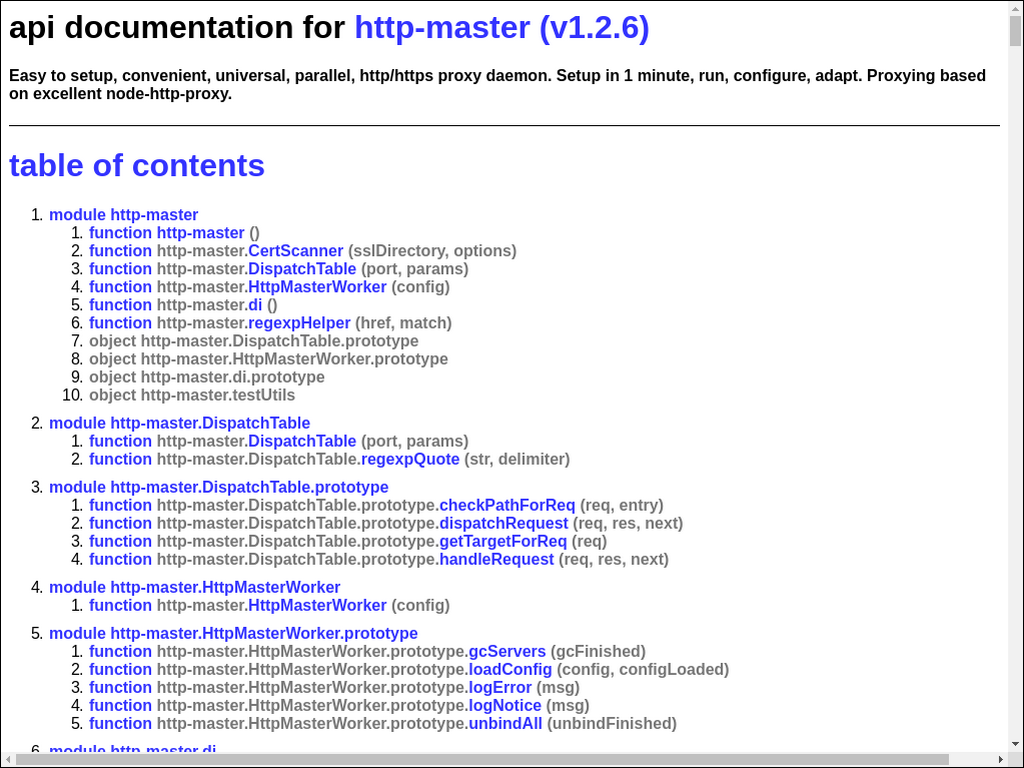 api documentation for http-master (v1.2.6)
Easy to setup, convenient, universal, parallel, http/https proxy daemon. Setup in 1 minute, run, configure, adapt. Proxying based
on excellent node-http-proxy.
table of contents
1. module http-master
1. function http-master ()
2. function http-master.CertScanner (sslDirectory, options)
3. function http-master.DispatchTable (port, params)
4. function http-master.HttpMasterWorker (config)
5. function http-master.di ()
6. function http-master.regexpHelper (href, match)
7. object http-master.DispatchTable.prototype
8. object http-master.HttpMasterWorker.prototype
9. object http-master.di.prototype
10. object http-master.testUtils
2. module http-master.DispatchTable
1. function http-master.DispatchTable (port, params)
2. function http-master.DispatchTable.regexpQuote (str, delimiter)
3. module http-master.DispatchTable.prototype
1. function http-master.DispatchTable.prototype.checkPathForReq (req, entry)
2. function http-master.DispatchTable.prototype.dispatchRequest (req, res, next)
3. function http-master.DispatchTable.prototype.getTargetForReq (req)
4. function http-master.DispatchTable.prototype.handleRequest (req, res, next)
4. module http-master.HttpMasterWorker
1. function http-master.HttpMasterWorker (config)
5. module http-master.HttpMasterWorker.prototype
1. function http-master.HttpMasterWorker.prototype.gcServers (gcFinished)
2. function http-master.HttpMasterWorker.prototype.loadConfig (config, configLoaded)
3. function http-master.HttpMasterWorker.prototype.logError (msg)
4. function http-master.HttpMasterWorker.prototype.logNotice (msg)
5. function http-master.HttpMasterWorker.prototype.unbindAll (unbindFinished)
6. module http-master.di